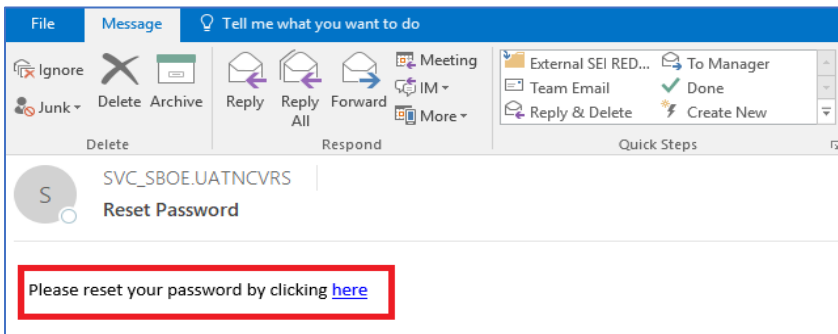 File Message Tell me what you want to do
Ignore
Junk
Delete Archive
Reply Reply All Forward
Meeting
IM
More
External SEI RED... To Manager
Team Email Done
Reply & Delete Create New
Delete Respond Quick Steps
S
SVC_SBOE.UATNCVRS
Reset Password
Please reset your password by clicking here